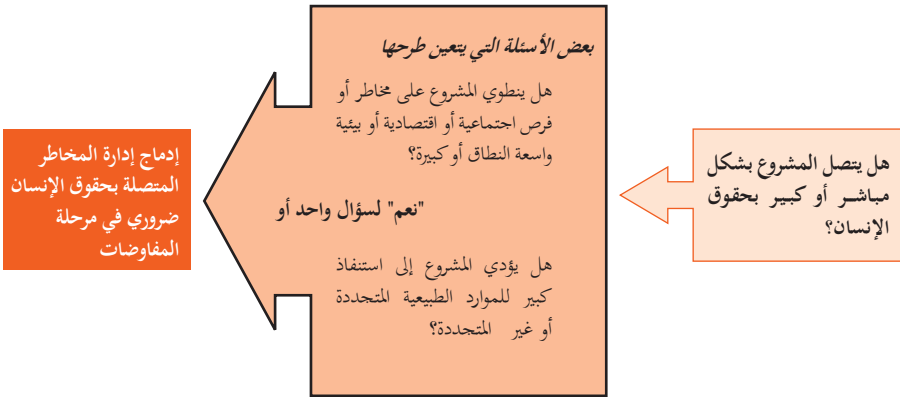 هل يتصل المشروع بشكل
مباشر أو كبير بحقوق
الإنسان؟
بعض الأسئلة التي يتعين طرحها
هل ينطوي المشروع على مخاطر أو
فرص اجتماعية أو اقتصادية أو بيئية
واسعة النطاق أو كبيرة؟
"نعم" لسؤال واحد أو
هل يؤدي المشروع إلى استنفاذ
كبير للموارد الطبيعية المتجددة
أو غير المتجددة؟
إدماج إدارة المخاطر
المتصلة بحقوق الإنسان
ضروري في مرحلة
المفاوضات